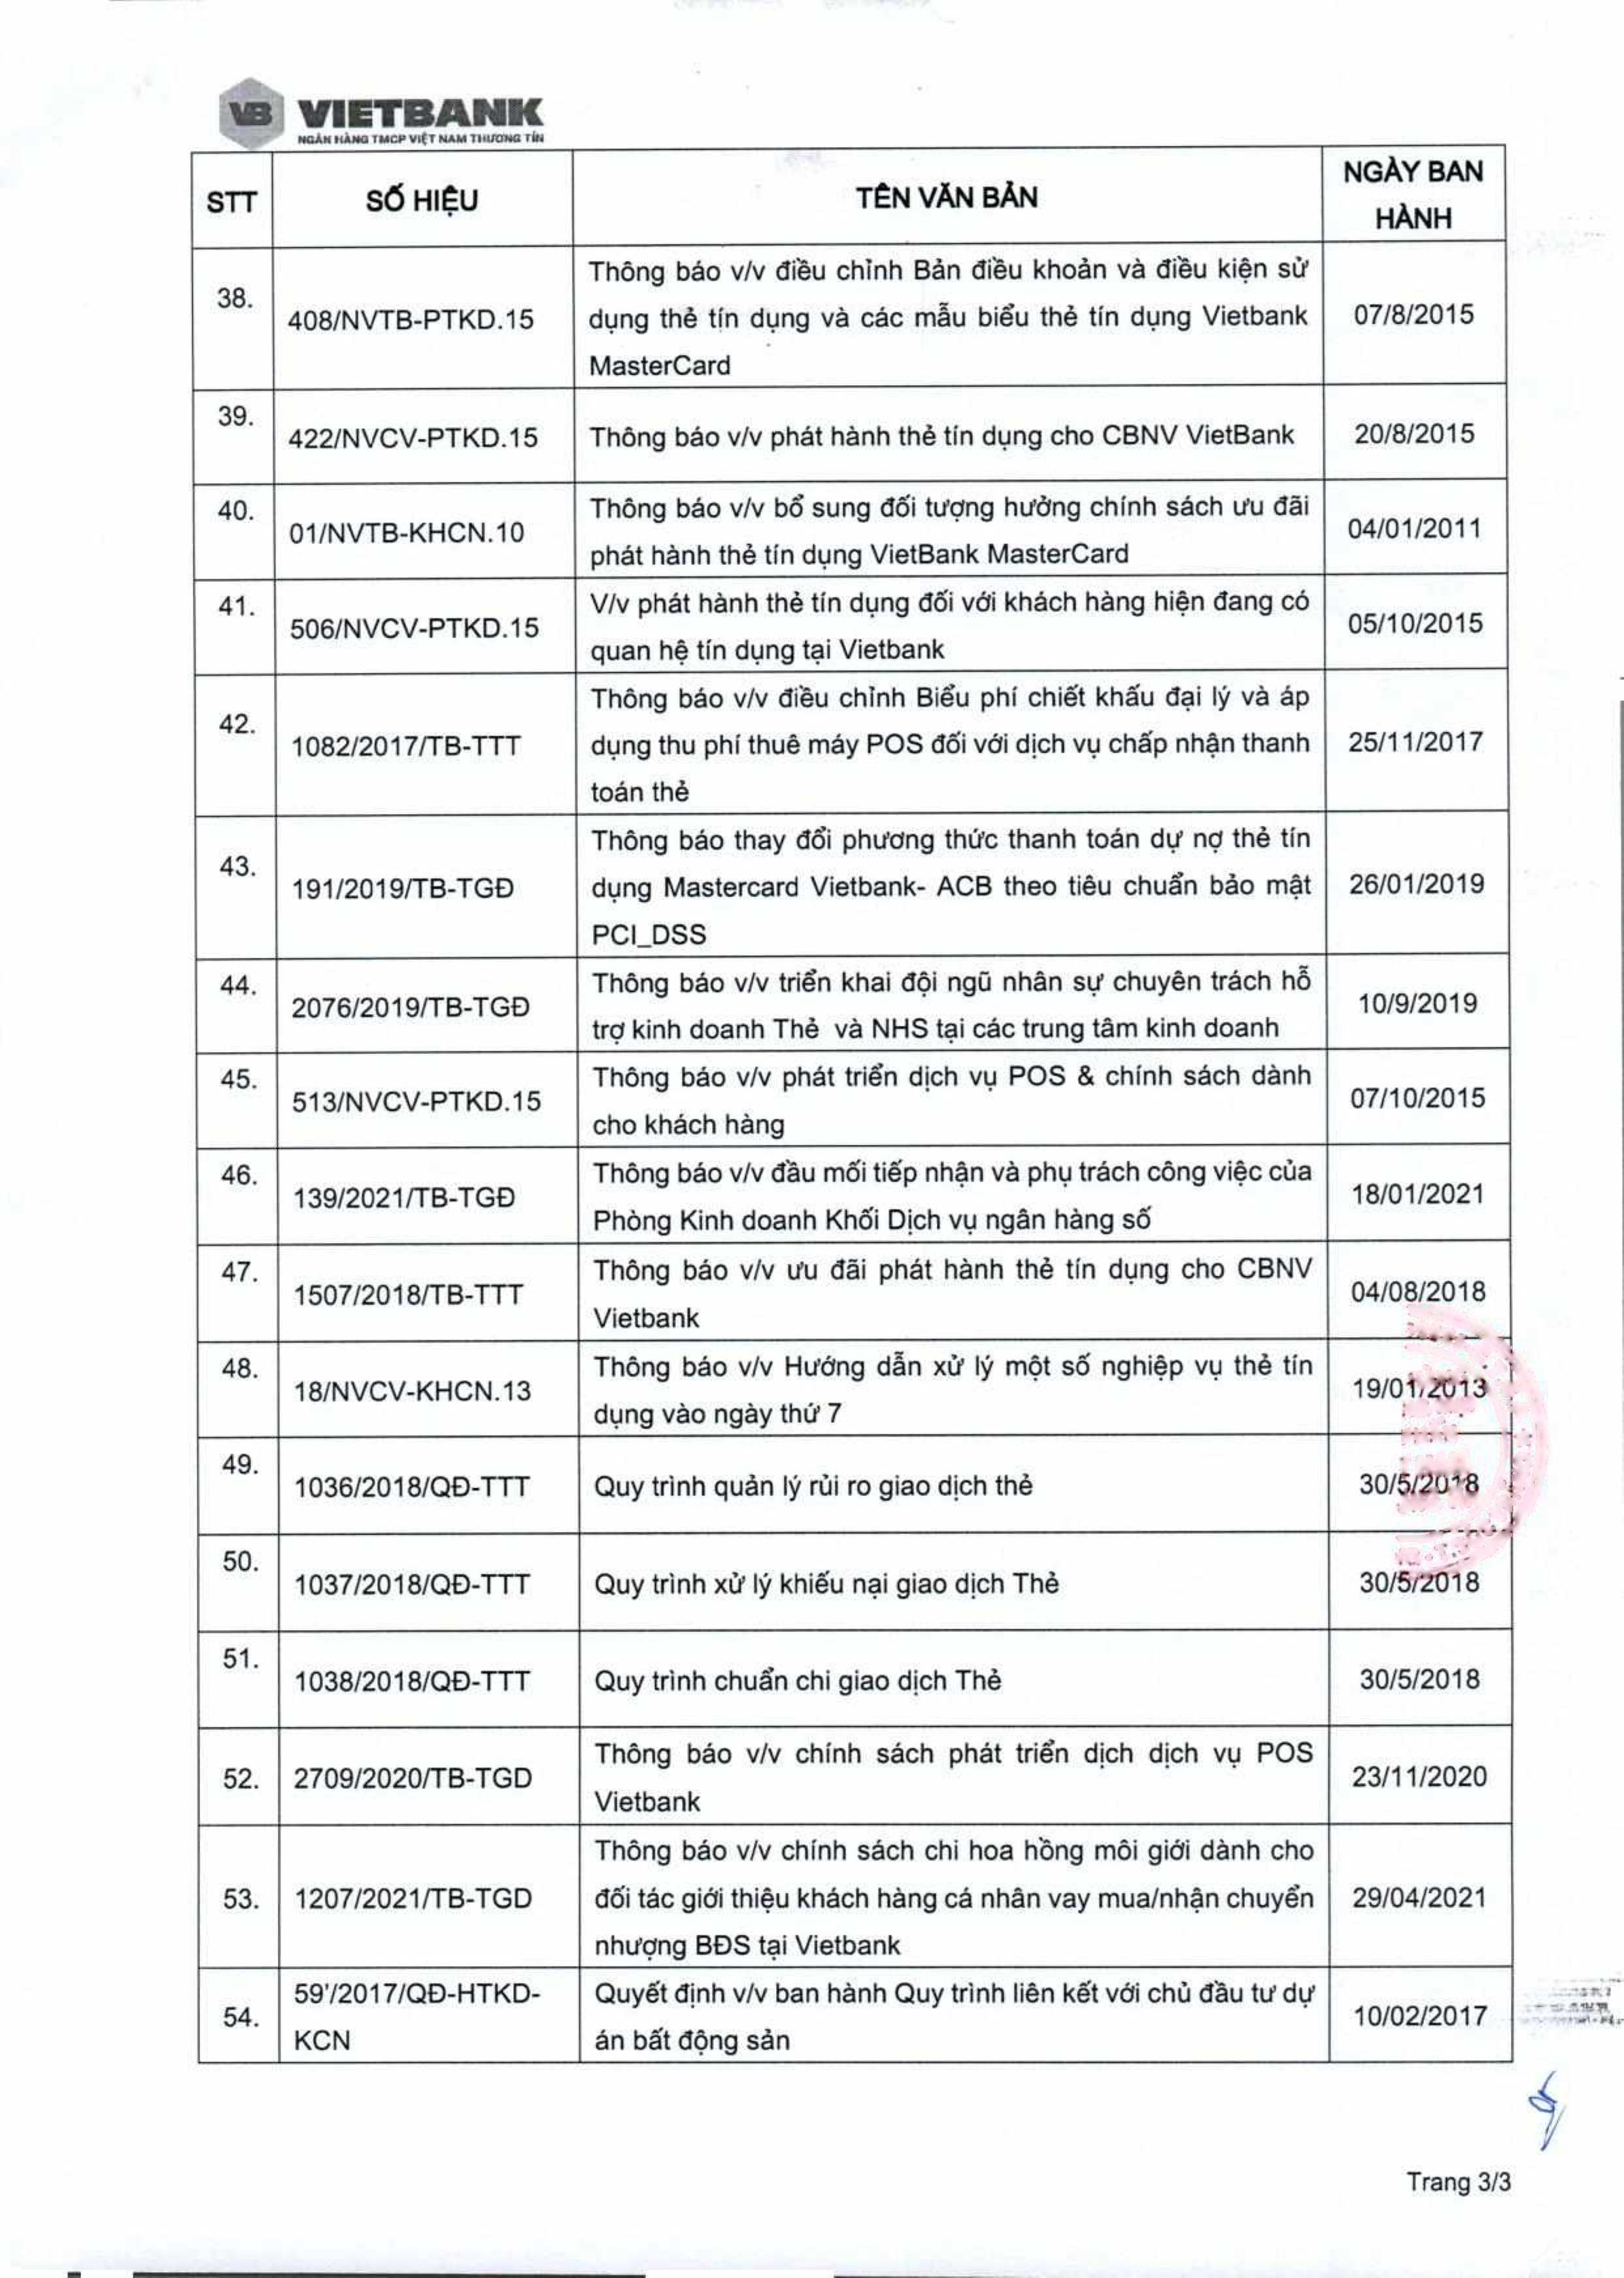 VB VIETBANK
NGÂN HÀNG TMCP VIỆT NAM THƯƠNG TÍN
STT
SỐ HIỆU
TÊN VĂN BẢN
NGÀY BAN
HÀNH
38.
408/NVTB-PTKD.15
Thông báo v/v điều chỉnh Bản điều khoản và điều kiện sử
dụng thẻ tín dụng và các mẫu biểu thẻ tín dụng Vietbank
MasterCard
07/8/2015
39.
422/NVCV-PTKD.15
Thông báo v/v phát hành thẻ tín dụng cho CBNV VietBank
20/8/2015
40.
01/NVTB-KHCN.10
Thông báo v/v bổ sung đối tượng hưởng chính sách ưu đãi
phát hành thẻ tín dụng VietBank MasterCard
04/01/2011
41.
506/NVCV-PTKD.15
V/v phát hành thẻ tín dụng đối với khách hàng hiện đang có
quan hệ tín dụng tại Vietbank
05/10/2015
42.
1082/2017/TB-TTT
Thông báo v/v điều chỉnh Biểu phí chiết khấu đại lý và áp
dụng thu phí thuê máy POS đối với dịch vụ chấp nhận thanh
toán thẻ
25/11/2017
43.
191/2019/TB-TGĐ
Thông báo thay đổi phương thức thanh toán dự nợ thẻ tín
dụng Mastercard Vietbank- ACB theo tiêu chuẩn bảo mật
PCI_DSS
26/01/2019
44.
2076/2019/TB-TGĐ
Thông báo v/v triển khai đội ngũ nhân sự chuyên trách hỗ
trợ kinh doanh Thẻ và NHS tại các trung tâm kinh doanh
10/9/2019
45.
513/NVCV-PTKD.15
Thông báo v/v phát triển dịch vụ POS & chính sách dành
cho khách hàng
07/10/2015
46.
139/2021/TB-TGĐ
Thông báo v/v đầu mối tiếp nhận và phụ trách công việc của
Phòng Kinh doanh Khối Dịch vụ ngân hàng số
18/01/2021
47.
1507/2018/TB-TTT
Thông báo v/v ưu đãi phát hành thẻ tín dụng cho CBNV
Vietbank
04/08/2018
48.
18/NVCV-KHCN.13
Thông báo v/v Hướng dẫn xử lý một số nghiệp vụ thẻ tín
dụng vào ngày thứ 7
19/01/2013
49.
1036/2018/QĐ-TTT
Quy trình quản lý rủi ro giao dịch thẻ
30/5/2018
50.
1037/2018/QĐ-TTT
Quy trình xử lý khiếu nại giao dịch Thẻ
30/5/2018
51.
1038/2018/QĐ-TTT
Quy trình chuẩn chi giao dịch Thẻ
30/5/2018
52.
2709/2020/TB-TGD
Thông báo v/v chính sách phát triển dịch dịch vụ POS
Vietbank
23/11/2020
53.
1207/2021/TB-TGD
Thông báo v/v chính sách chi hoa hồng môi giới dành cho
đối tác giới thiệu khách hàng cá nhân vay mua/nhận chuyển
nhượng BĐS tại Vietbank
29/04/2021
54.
59'/2017/QĐ-HTKD-
KCN
Quyết định v/v ban hành Quy trình liên kết với chủ đầu tư dự
án bất động sản
10/02/2017
Trang 3/3